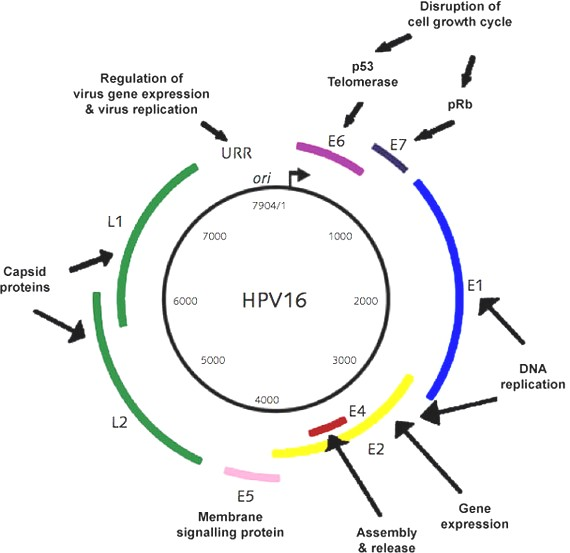 Disruption of
cell growth cycle
p53
Telomerase
pRb
Regulation of
virus gene expression
& virus replication
URR
E6
E7
ori
7904/1
1000
2000
3000
4000
5000
6000
7000
HPV16
L1
Capsid
proteins
L2
E1
DNA
replication
E4
E2
E5
Membrane
signalling protein
Assembly
& release
Gene
expression